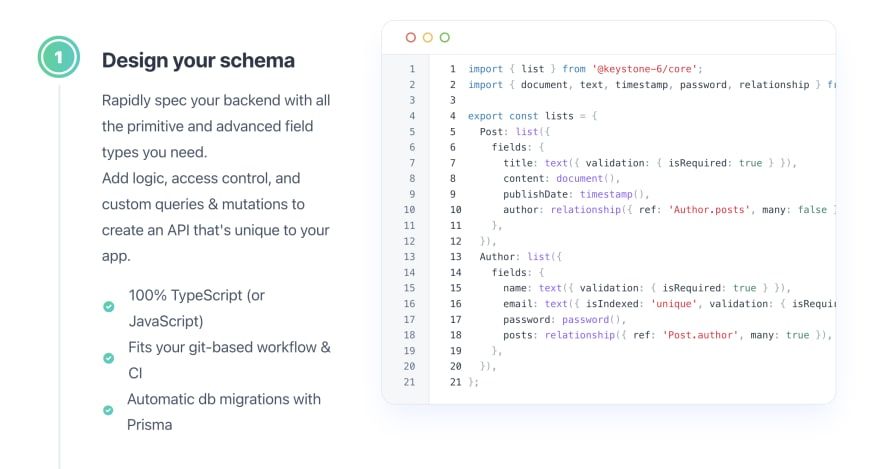 1
Design your schema
Rapidly spec your backend with all
the primitive and advanced field
types you need.
Add logic, access control, and
custom queries & mutations to
create an API that's unique to your
app.
100% TypeScript (or
JavaScript)
Fits your git-based workflow &
CI
Automatic db migrations with
Prisma
1 1 import { list } from '@keystone-6/core';
2 2 import { document, text, timestamp, password, relationship } fr
3 3
4 4 export const lists = {
5 5 Post: list({
6 6 fields: {
7 7 title: text({ validation: { isRequired: true } }),
8 8 content: document(),
9 9 publishDate: timestamp(),
10 10 author: relationship({ ref: 'Author.posts', many: false }
11 11 },
12 12 }),
13 13 Author: list({
14 14 fields: {
15 15 name: text({ validation: { isRequired: true } }),
16 16 email: text({ isIndexed: 'unique', validation: { isRequi
17 17 password: password(),
18 18 posts: relationship({ ref: 'Post.author', many: true }),
19 19 },
20 20 }),
21 21 };